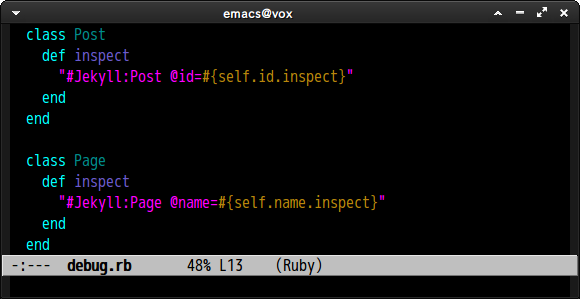 emacs@vox
class Post
def inspect
"#Jekyll:Post @id=#{self.id.inspect}"
end
end
class Page
def inspect
"#Jekyll:Page @name=#{self.name.inspect}"
end
end
-:--- debug.rb 48% L13 (Ruby)